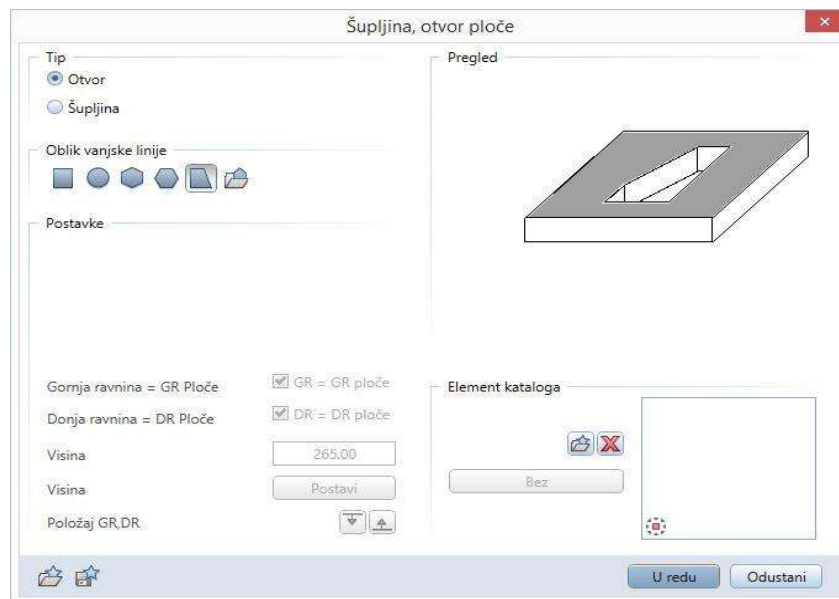 Šupljina, otvor ploče
Tip
Otvor
Šupljina
Oblik vanjske linije
Postavke
Gornja ravnina = GR Ploče
GR = GR ploče
Donja ravnina = DR Ploče
DR = DR ploče
Visina
265.00
Visina
Postavi
Položaj GR,DR
Pregled
Element kataloga
Bez
U redu
Odustani